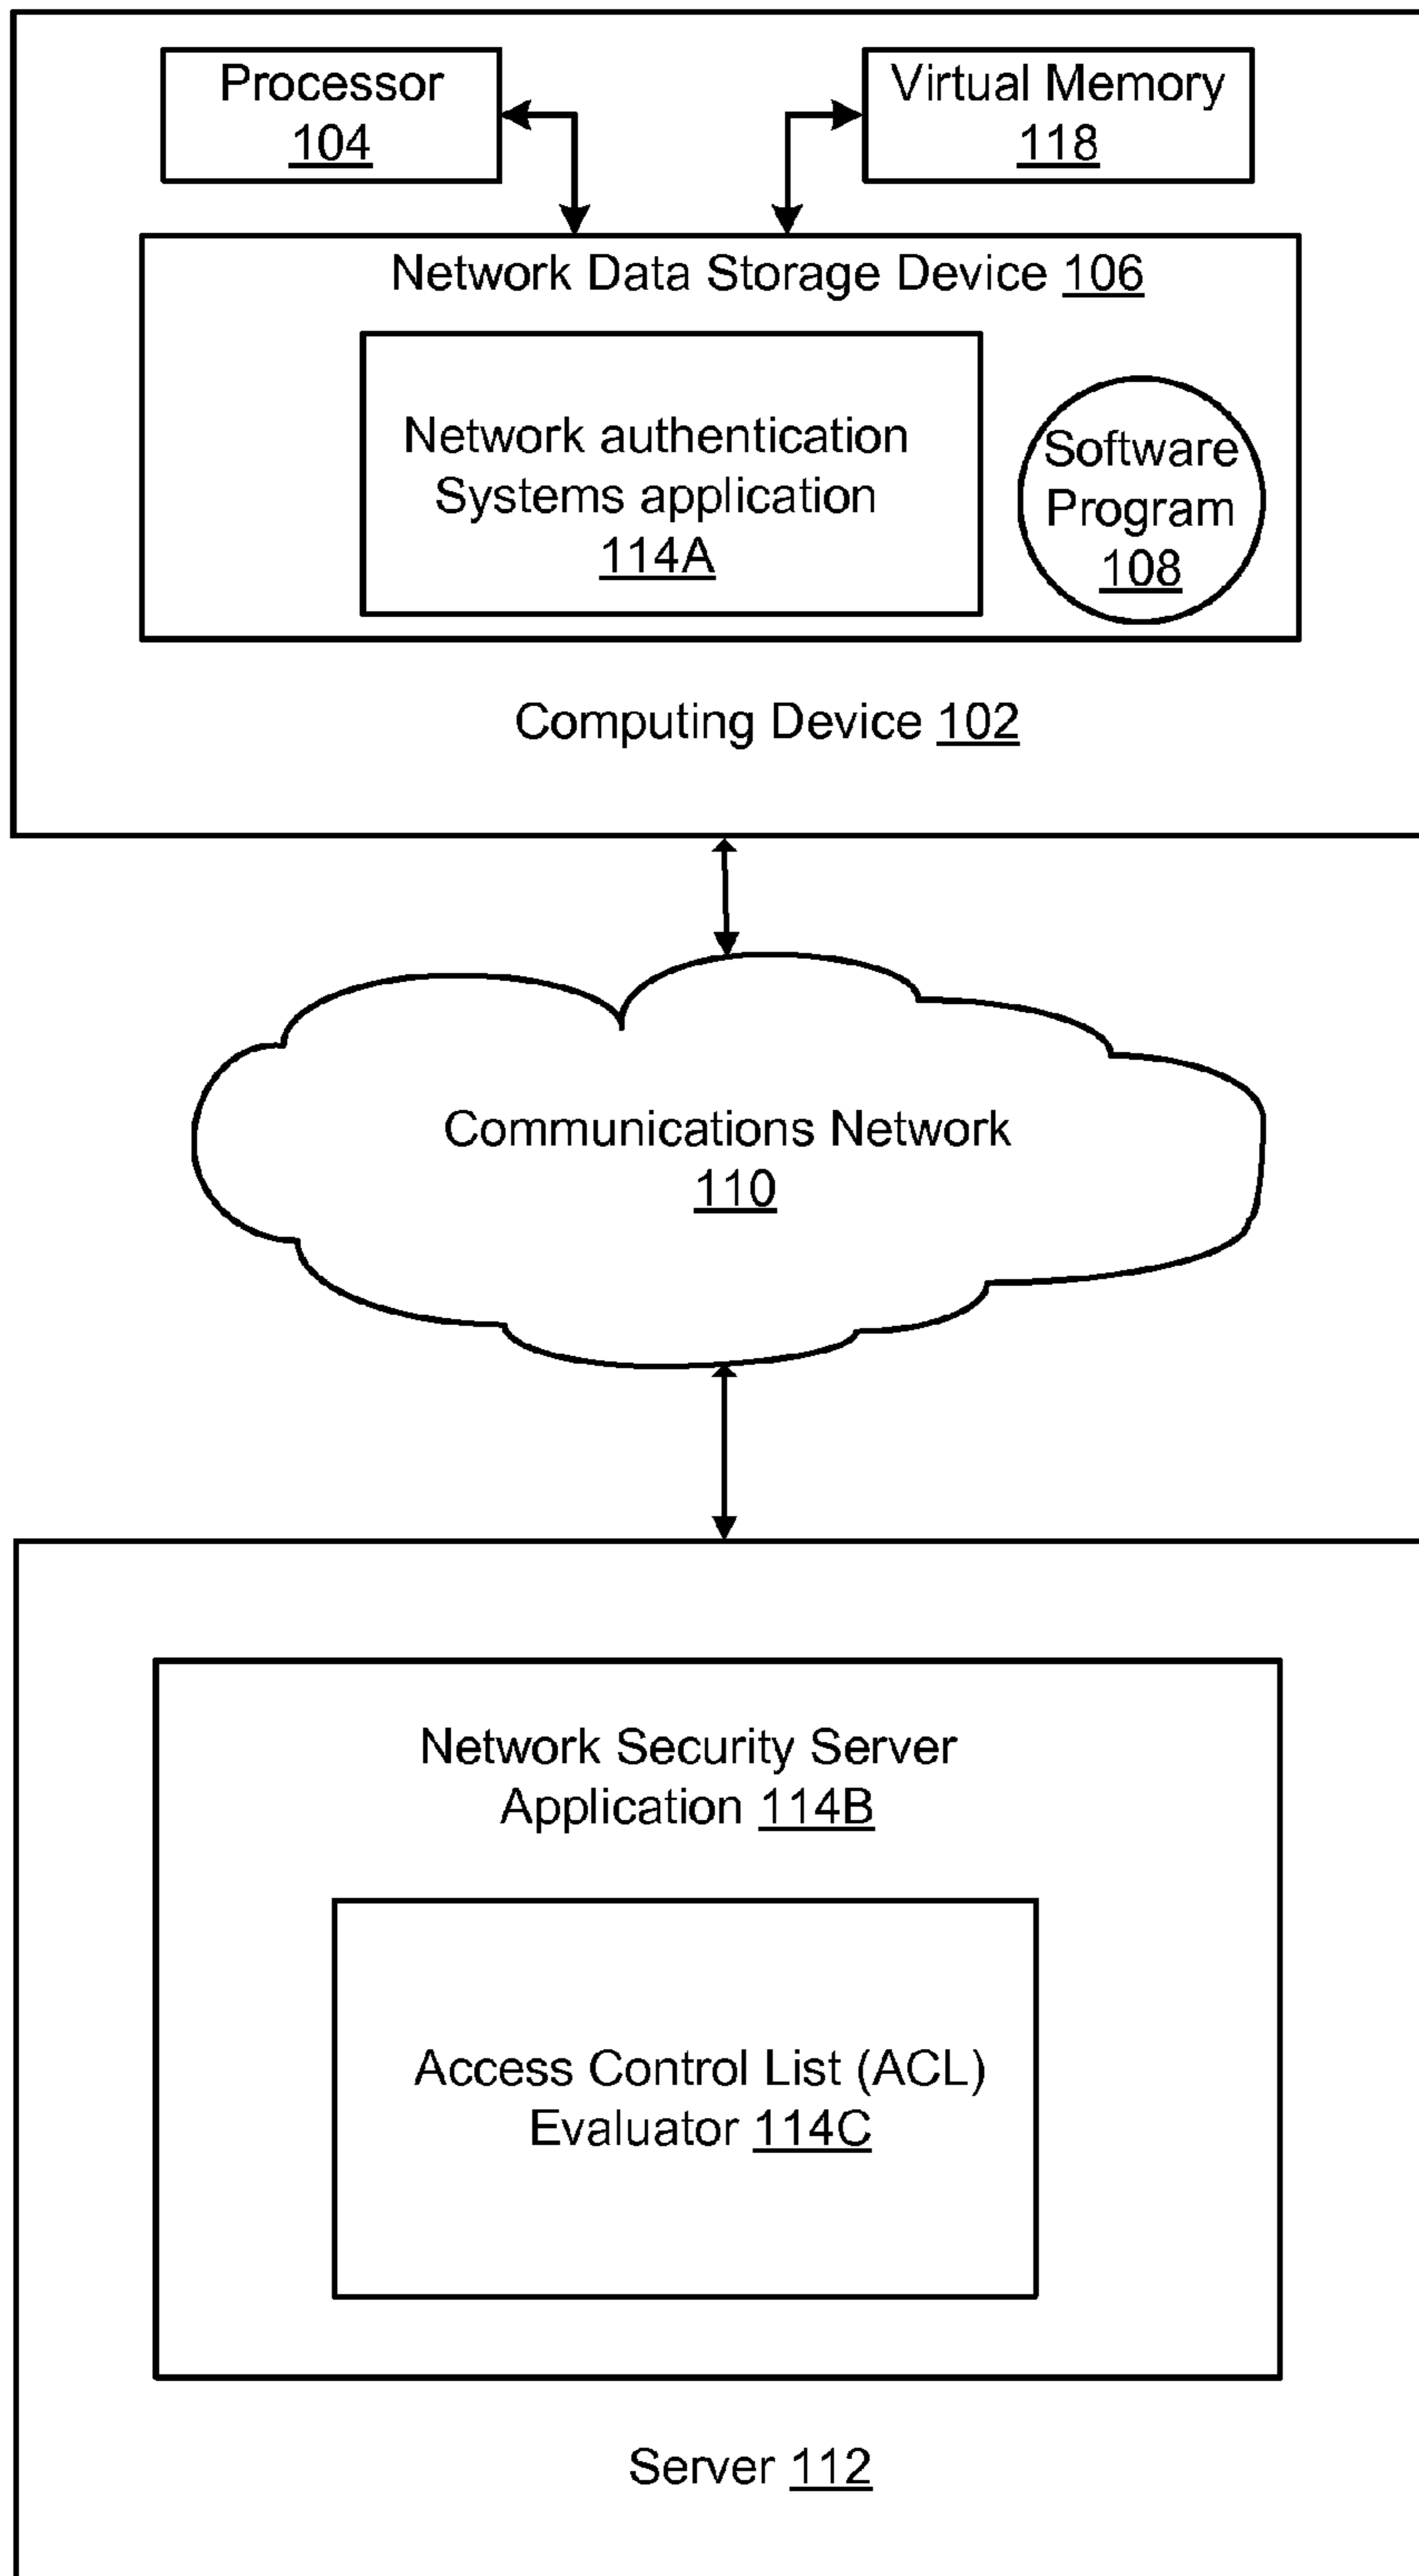 Processor
104
Virtual Memory
118
Network Data Storage Device 106
Network authentication
Systems application
114A
Software
Program
108
Computing Device 102
Communications Network
110
Network Security Server
Application 114B
Access Control List (ACL)
Evaluator 114C
Server 112